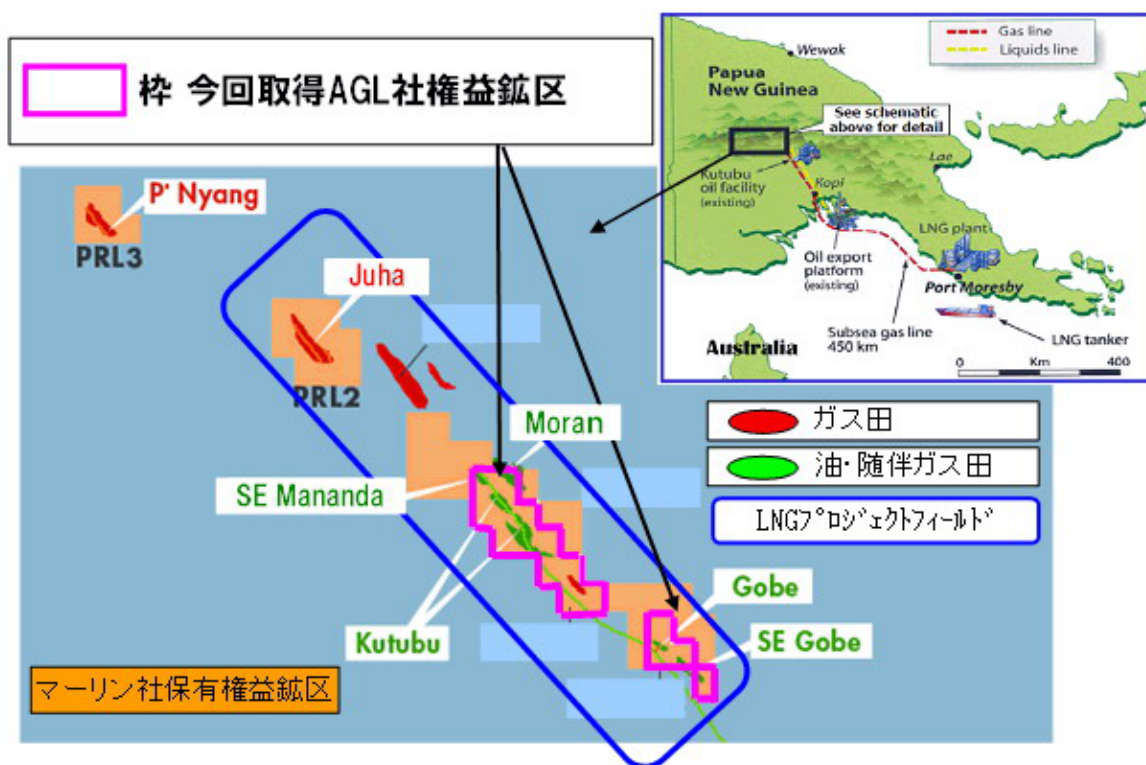 枠 今回取得AGL社権益鉱区
Gas line
Liquids line
Wewak
Papua
New Guinea
See schematic
above for detail
Lae
Kutubu
oil facility
(existing)
Kopi
LNG plant
Oil export
platform
(existing)
Port Moresby
Subsea gas line
450 km
LNG tanker
Australia
0 Km 400
P' Nyang
PRL3
Juha
PRL2
Moran
SE Mananda
Kutubu
Gobe
SE Gobe
ガス田
油・随伴ガス田
LNGプロジェクトフィールド
マーリン社保有権益鉱区